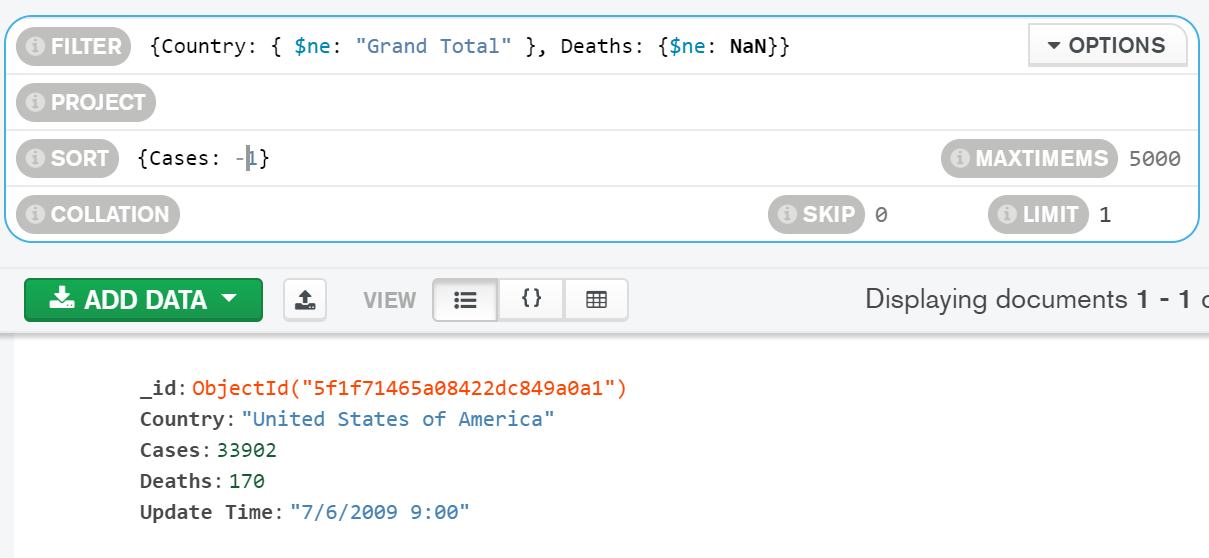 FILTER {Country: { $ne: "Grand Total" }, Deaths: {$ne: NaN}} OPTIONS
PROJECT
SORT {Cases: -1} MAXTIMEMS 5000
COLLATION SKIP 0 LIMIT 1
ADD DATA VIEW {} Displaying documents 1 - 1
_id: ObjectId("5f1f71465a08422dc849a0a1")
Country: "United States of America"
Cases: 33902
Deaths: 170
Update Time: "7/6/2009 9:00"